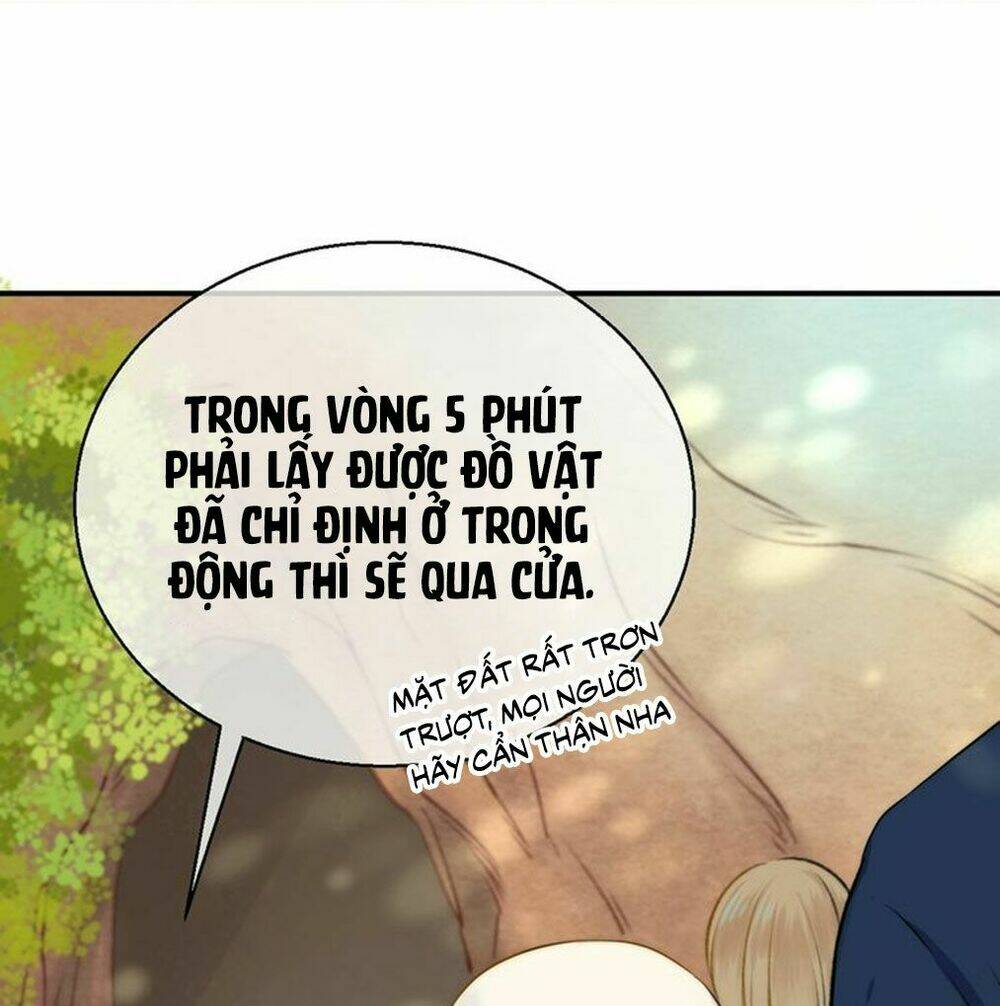 TRONG VÒNG 5 PHÚT
PHẢI LẤY ĐƯỢC ĐỒ VẬT
ĐÃ CHỈ ĐỊNH Ở TRONG
ĐỘNG THÌ SẼ QUA CỬA.
MẶT ĐẤT RẤT TRƠN
TRƯỢT, MỌI NGƯỜI
HÃY CẨN THẬN NHA